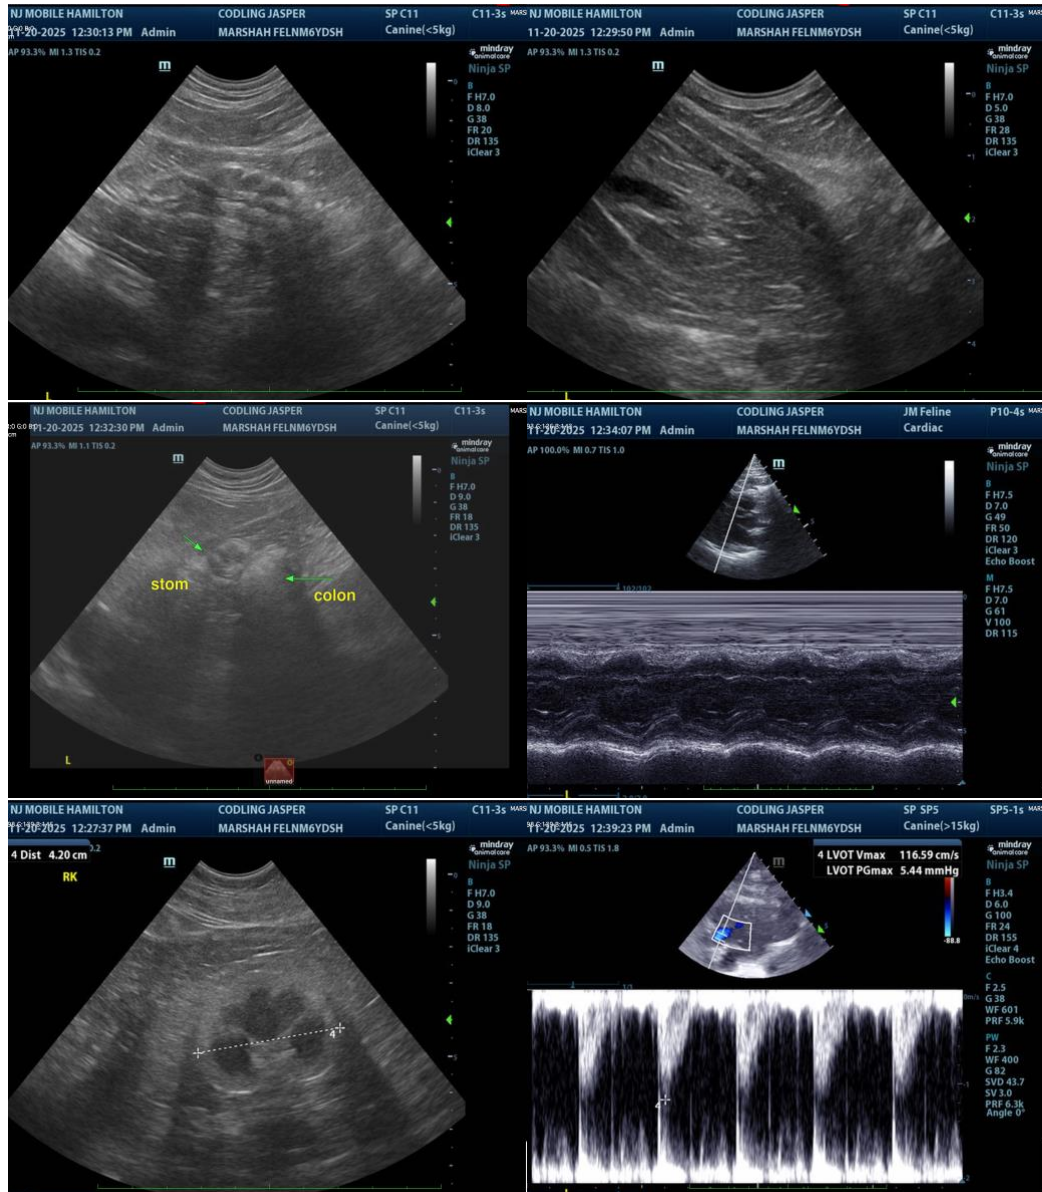 NJ MOBILE HAMILTON CODLING JASPER SP C11 C11-3s
11-20-2025 12:30:13 PM Admin MARSHAH FELNM6YDSH Canine(<5kg)
AP 93.3% MI 1.3 TIS 0.2
m
mindray
animal care
Ninja SP
B
F H7.0
D 8.0
G 38
FR 20
DR 135
iClear 3
L
NJ MOBILE HAMILTON CODLING JASPER SP C11 C11-3s
11-20-2025 12:29:50 PM Admin MARSHAH FELNM6YDSH Canine(<5kg)
AP 93.3% MI 1.3 TIS 0.2
m
mindray
animal care
Ninja SP
B
F H7.0
D 5.0
G 38
FR 28
DR 135
iClear 3
NJ MOBILE HAMILTON CODLING JASPER SP C11 C11-3s
11-20-2025 12:32:30 PM Admin MARSHAH FELNM6YDSH Canine(<5kg)
AP 93.3% MI 1.1 TIS 0.2
m
mindray
animal care
Ninja SP
B
F H7.0
D 9.0
G 38
FR 18
DR 135
iClear 3
stom
colon
L
unnamed
NJ MOBILE HAMILTON CODLING JASPER JM Feline P10-4s
11-20-2025 12:34:07 PM Admin MARSHAH FELNM6YDSH Cardiac
AP 100.0% MI 0.7 TIS 1.0
m
mindray
animal care
Ninja SP
B
F H7.5
D 7.0
G 49
FR 50
DR 120
iClear 3
Echo Boost
M
F H7.5
D 7.0
G 61
V 100
DR 115
NJ MOBILE HAMILTON CODLING JASPER SP C11 C11-3s
11-20-2025 12:27:37 PM Admin MARSHAH FELNM6YDSH Canine(<5kg)
4 Dist 4.20 cm
RK
m
mindray
animal care
Ninja SP
B
F H7.0
D 9.0
G 38
FR 18
DR 135
iClear 3
4
NJ MOBILE HAMILTON CODLING JASPER SP SP5 SP5-1s
11-20-2025 12:39:23 PM Admin MARSHAH FELNM6YDSH Canine(>15kg)
AP 93.3% MI 0.5 TIS 1.8
m
4 LVOT Vmax 116.59 cm/s
LVOT PGmax 5.44 mmHg
mindray
animal care
Ninja SP
B
F H3.4
D 6.0
G 100
FR 24
DR 155
iClear 4
Echo Boost
-88.8
C
F 2.5
G 38
WF 601
PRF 5.9k
PW
F 2.3
WF 400
G 82
SVD 43.7
SV 3.0
PRF 6.3k
Angle 0°